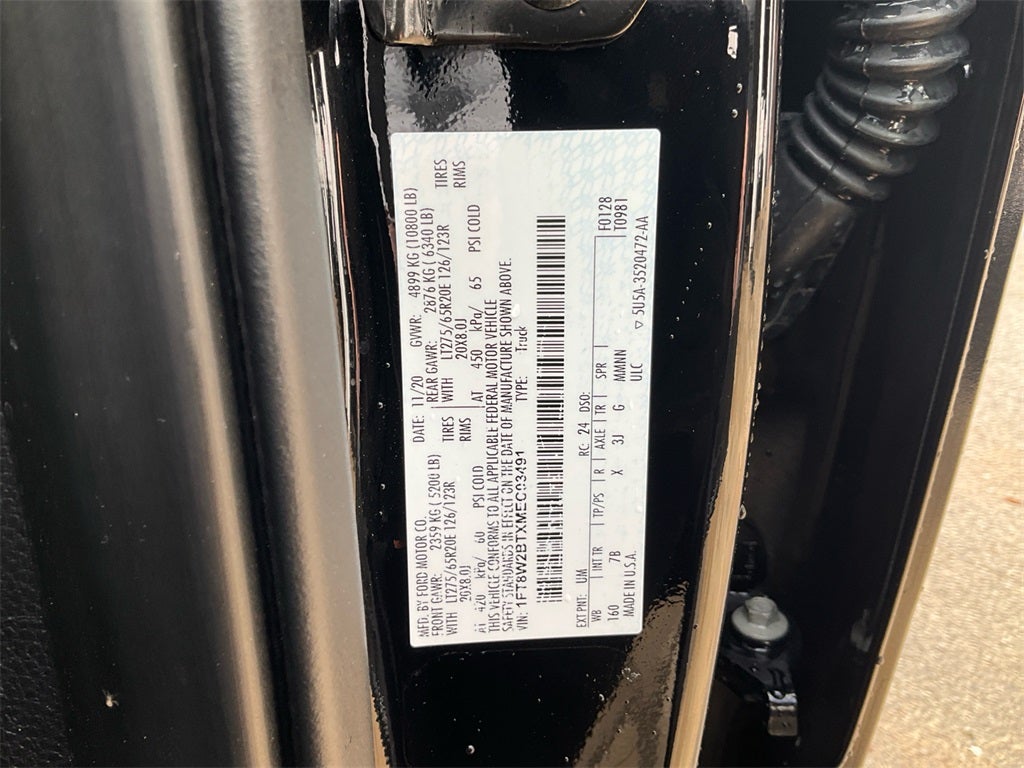 MFD. BY FORD MOTOR CO.
DATE: 11/20 GVWR: 4899 KG (10800 LB)
FRONT GAWR: 2359 KG ( 5200 LB) REAR GAWR: 2876 KG ( 6340 LB)
WITH LT275/65R20E 126/123R TIRES WITH LT275/65R20E 126/123R TIRES
20X8.0J RIMS 20X8.0J RIMS
AT 420 kPa/ 60 PSI COLD AT 450 kPa/ 65 PSI COLD
THIS VEHICLE CONFORMS TO ALL APPLICABLE FEDERAL MOTOR VEHICLE
SAFETY STANDARDS IN EFFECT ON THE DATE OF MANUFACTURE SHOWN ABOVE.
VIN: 1FT8W2BTXMEC03491 TYPE: Truck
EXT PNT: UM RC: 24 DSO: F0128
WB INT TR TP/PS R AXLE TR SPR T0981
160 7B X 3J G MMNN
MADE IN U.S.A. ULC ▽ 5U5A-3520472-AA